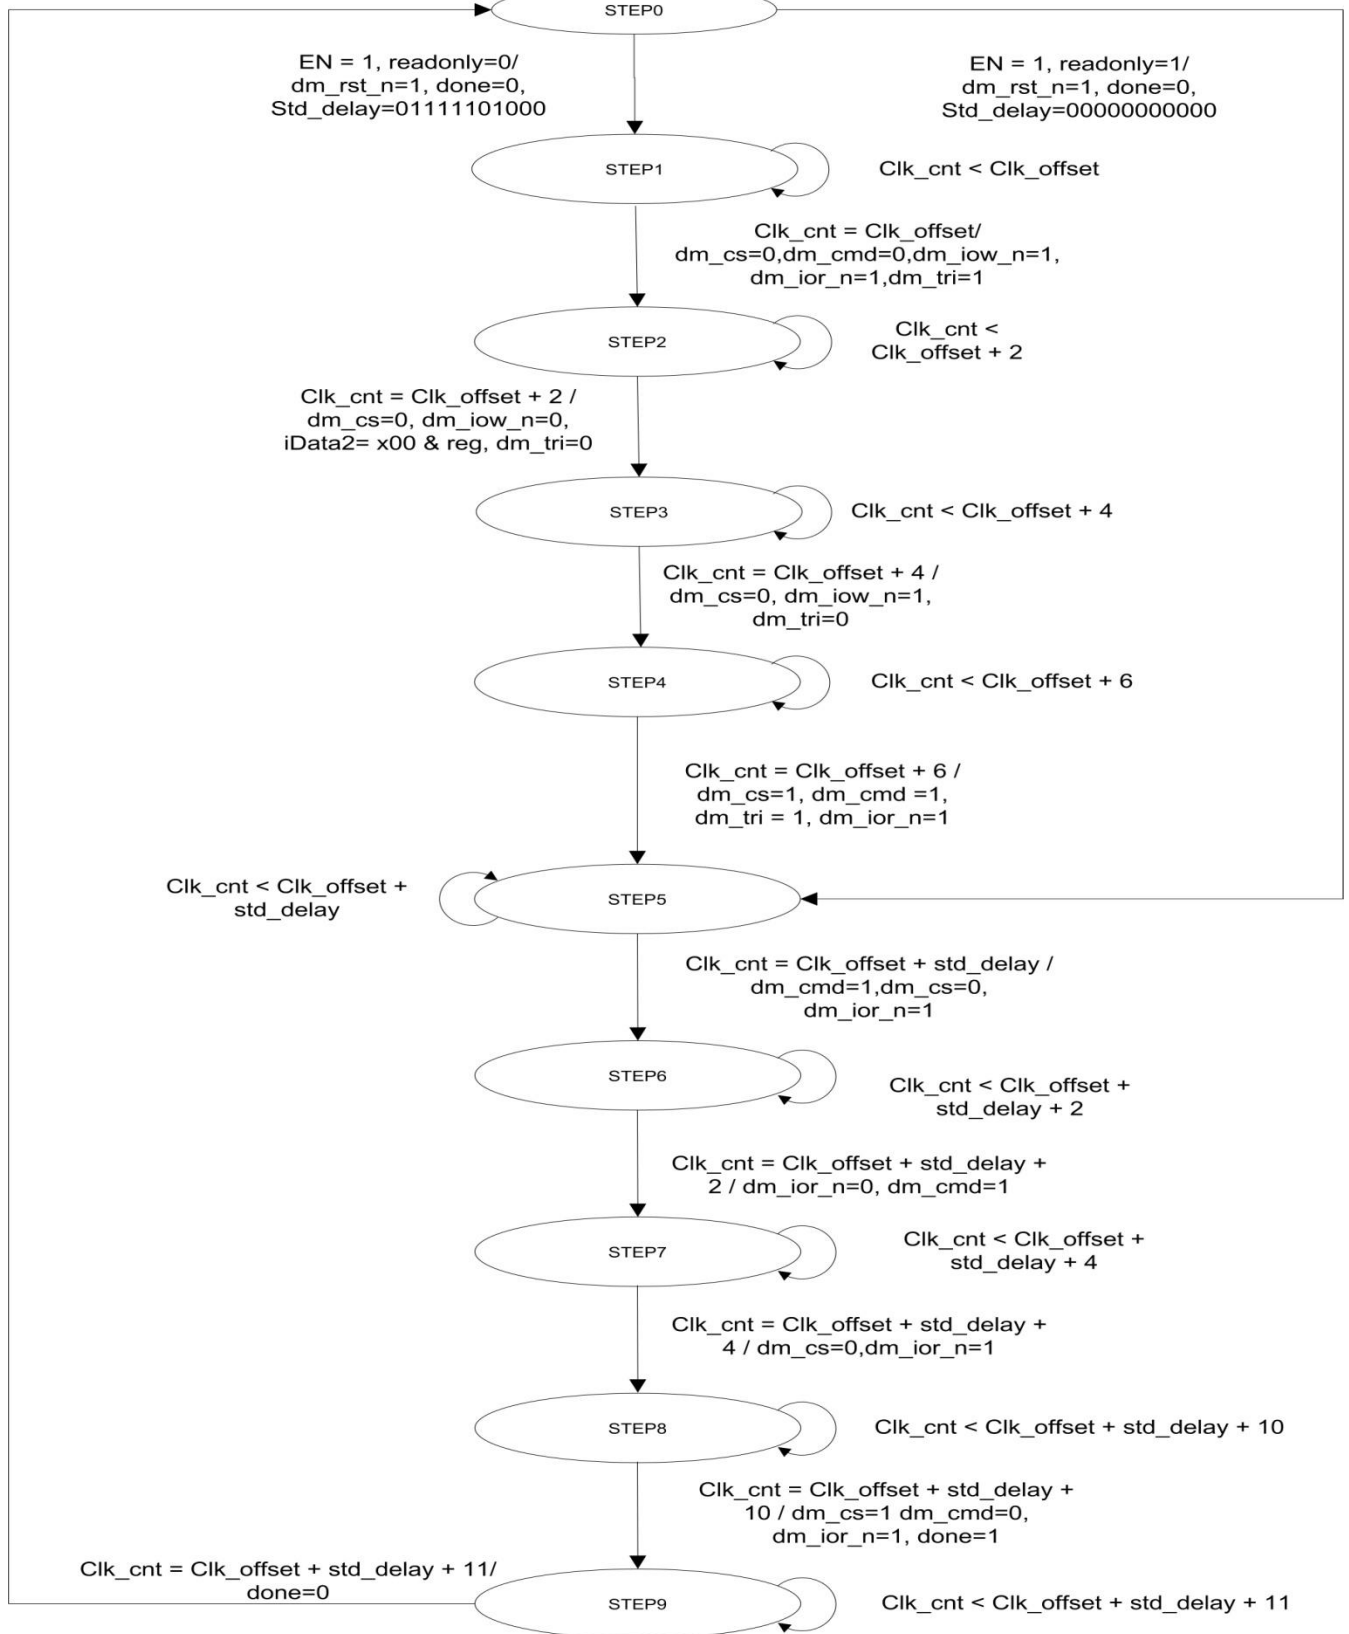 STEP0
EN = 1, readonly=0/
dm_rst_n=1, done=0,
Std_delay=01111101000
EN = 1, readonly=1/
dm_rst_n=1, done=0,
Std_delay=00000000000
STEP1
Clk_cnt < Clk_offset
Clk_cnt = Clk_offset/
dm_cs=0,dm_cmd=0,dm_iow_n=1,
dm_ior_n=1,dm_tri=1
STEP2
Clk_cnt <
Clk_offset + 2
Clk_cnt = Clk_offset + 2 /
dm_cs=0, dm_iow_n=0,
iData2= x00 & reg, dm_tri=0
STEP3
Clk_cnt < Clk_offset + 4
Clk_cnt = Clk_offset + 4 /
dm_cs=0, dm_iow_n=1,
dm_tri=0
STEP4
Clk_cnt < Clk_offset + 6
Clk_cnt = Clk_offset + 6 /
dm_cs=1, dm_cmd =1,
dm_tri = 1, dm_ior_n=1
Clk_cnt < Clk_offset +
std_delay
STEP5
Clk_cnt = Clk_offset + std_delay /
dm_cmd=1,dm_cs=0,
dm_ior_n=1
STEP6
Clk_cnt < Clk_offset +
std_delay + 2
Clk_cnt = Clk_offset + std_delay +
2 / dm_ior_n=0, dm_cmd=1
STEP7
Clk_cnt < Clk_offset +
std_delay + 4
Clk_cnt = Clk_offset + std_delay +
4 / dm_cs=0,dm_ior_n=1
STEP8
Clk_cnt < Clk_offset + std_delay + 10
Clk_cnt = Clk_offset + std_delay +
10 / dm_cs=1 dm_cmd=0,
dm_ior_n=1, done=1
Clk_cnt = Clk_offset + std_delay + 11/
done=0
STEP9
Clk_cnt < Clk_offset + std_delay + 11